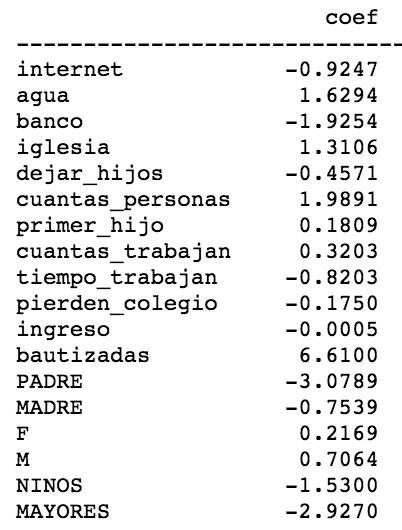 coef
------------------------------
internet -0.9247
agua 1.6294
banco -1.9254
iglesia 1.3106
dejar_hijos -0.4571
cuantas_personas 1.9891
primer_hijo 0.1809
cuantas_trabajan 0.3203
tiempo_trabajan -0.8203
pierden_colegio -0.1750
ingreso -0.0005
bautizadas 6.6100
PADRE -3.0789
MADRE -0.7539
F 0.2169
M 0.7064
NINOS -1.5300
MAYORES -2.9270